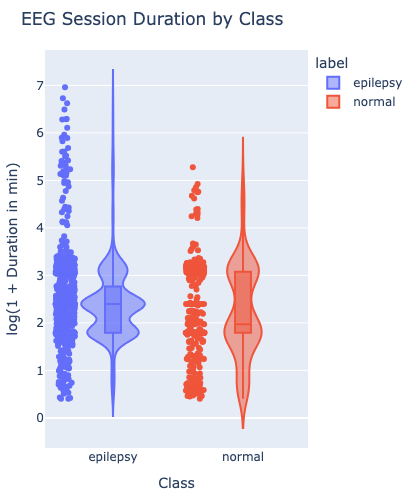 EEG Session Duration by Class
label
epilepsy
normal
log(1 + Duration in min)
7
6
5
4
3
2
1
0
epilepsy normal
Class